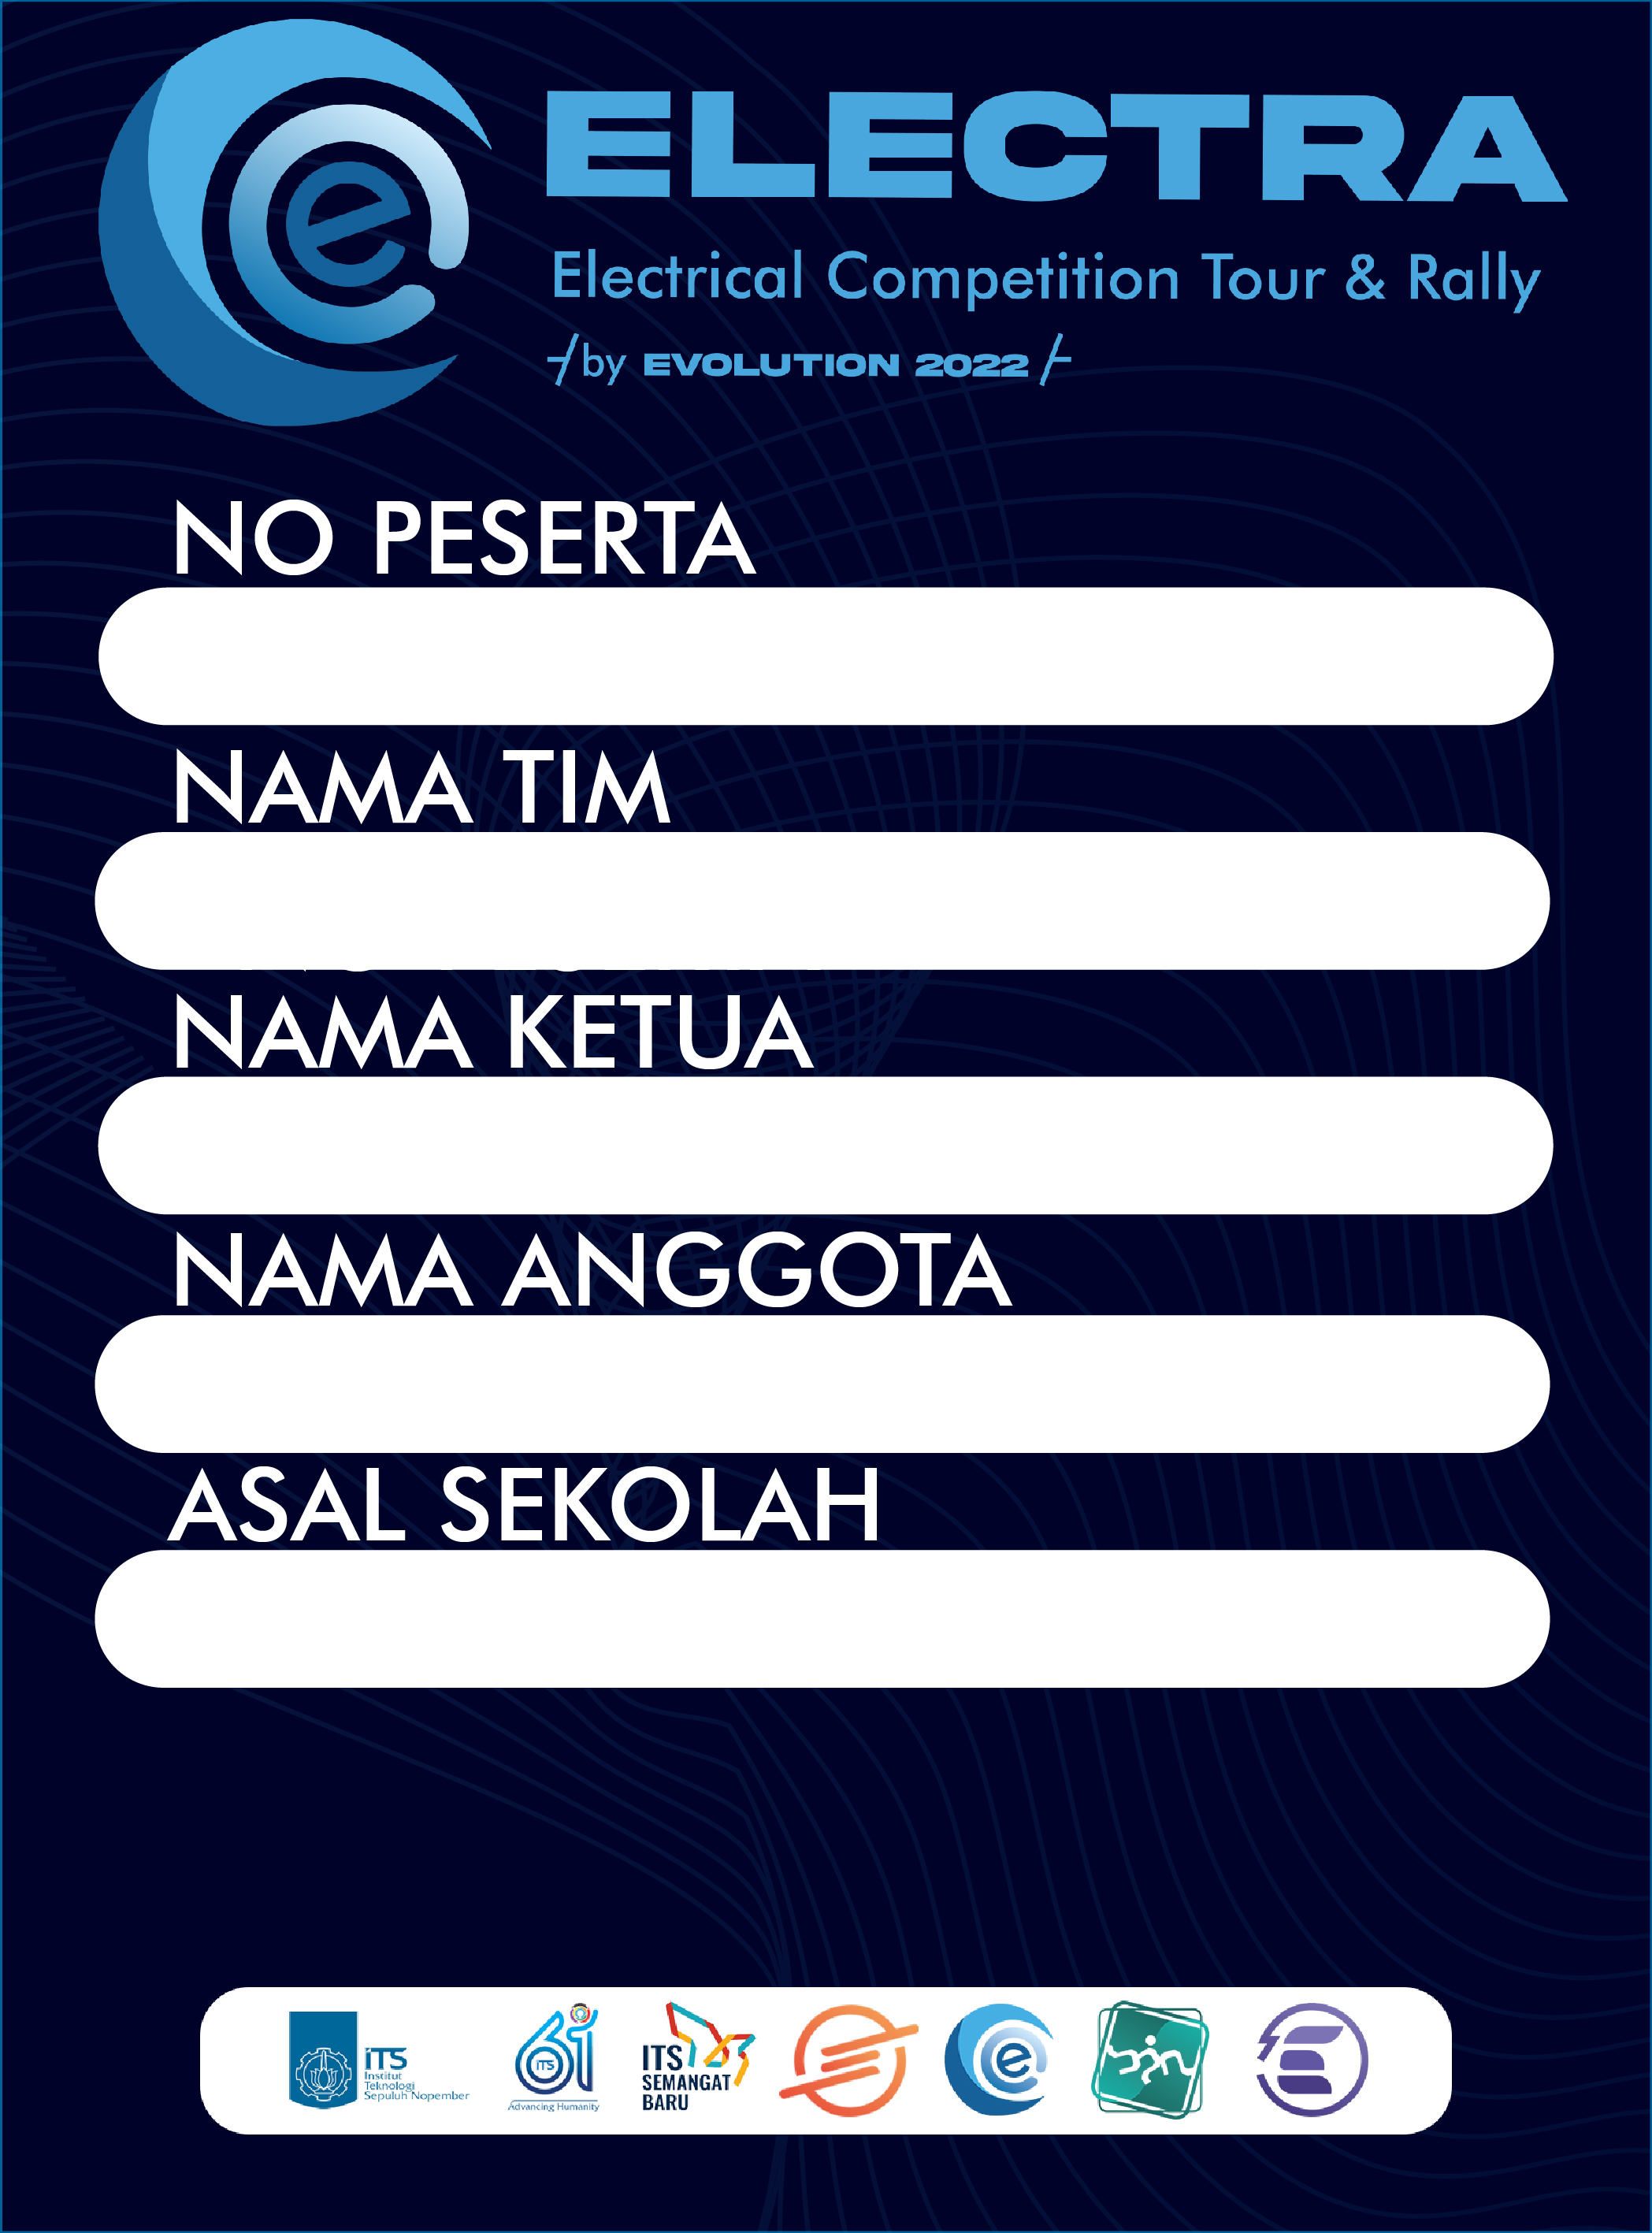 e
ELECTRA
Electrical Competition Tour & Rally
by EVOLUTION 2022
NO PESERTA
NAMA TIM
NAMA KETUA
NAMA ANGGOTA
ASAL SEKOLAH
ITS
Institut
Teknologi
Sepuluh Nopember
61
ITS
Advancing Humanity
ITS
SEMANGAT
BARU
e